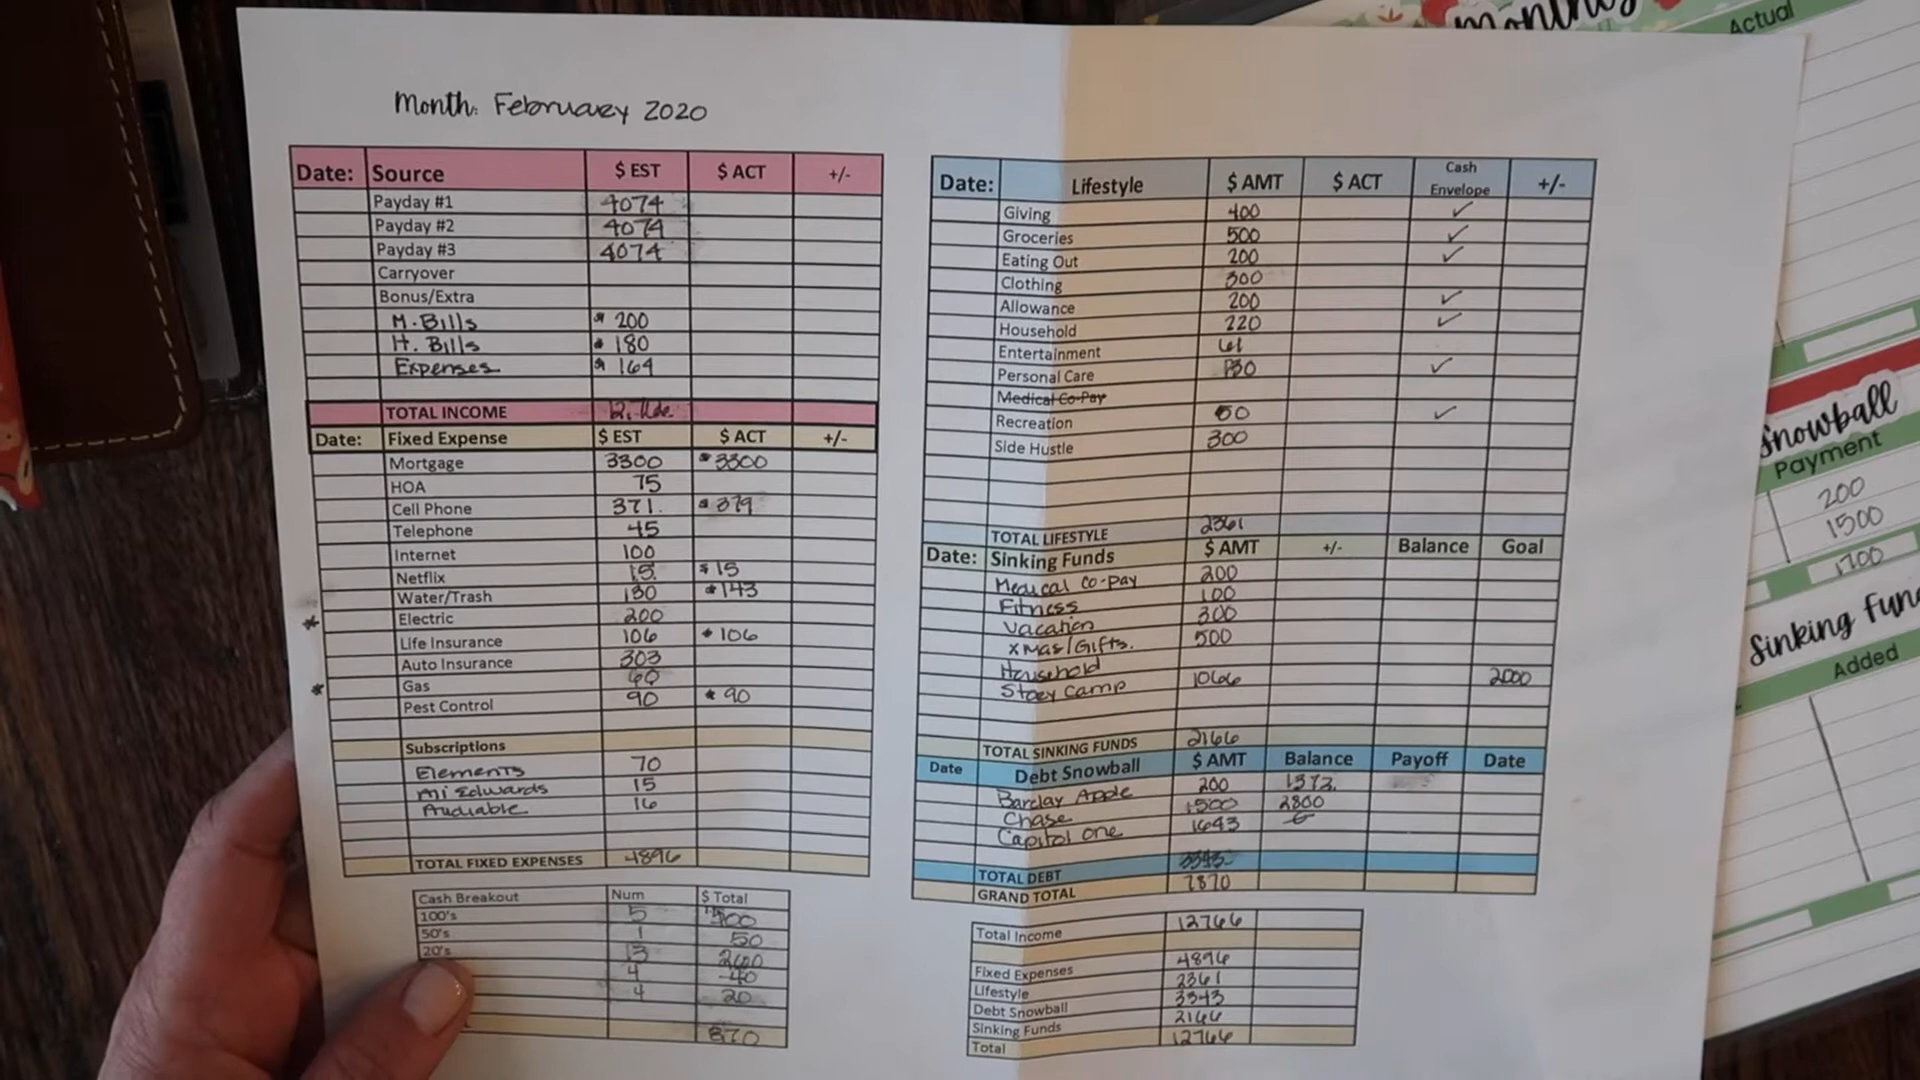 Month: February 2020
Date: Source $ EST $ ACT +/-
Payday #1 4074
Payday #2 4074
Payday #3 4074
Carryover
Bonus/Extra
M. Bills 200
H. Bills 180
Expenses 164
TOTAL INCOME
Date: Fixed Expense $ EST $ ACT +/-
Mortgage 3300 3300
HOA 75
Cell Phone 371. 379
Telephone 45
Internet 100
Netflix 15 $ 15
Water/Trash 130 143
* Electric 200
Life Insurance 106 106
Auto Insurance 303
* Gas 60
Pest Control 90 90
Subscriptions
Elements 70
Mi Edwards 15
Audiable 16
TOTAL FIXED EXPENSES 4896
Cash Breakout Num $ Total
100's 5
50's 1 50
20's 13 260
4 40
4 20
870
Date: Lifestyle $ AMT $ ACT Cash Envelope +/-
Giving 400 ✓
Groceries 500 ✓
Eating Out 200 ✓
Clothing 300
Allowance 200 ✓
Household 220 ✓
Entertainment 61
Personal Care 130 ✓
Medical Co-Pay
Recreation 50 ✓
Side Hustle 300
TOTAL LIFESTYLE 2361
Date: Sinking Funds $ AMT +/- Balance Goal
Medical co-pay 200
Fitness 100
Vacation 300
Xmas/Gifts. 500
Household
Stoey Camp 1066 2000
TOTAL SINKING FUNDS 2166
Date Debt Snowball $ AMT Balance Payoff Date
Barclay Apple 200 1372.
Chase 1500 2800
Capitol One 1643
TOTAL DEBT
GRAND TOTAL 7870
Total Income 12766
Fixed Expenses 4896
Lifestyle 2361
Debt Snowball 3343
Sinking Funds 2166
Total 12766
Monthly
Actual
Snowball
Payment
200
1500
1700
Sinking Fun
Added